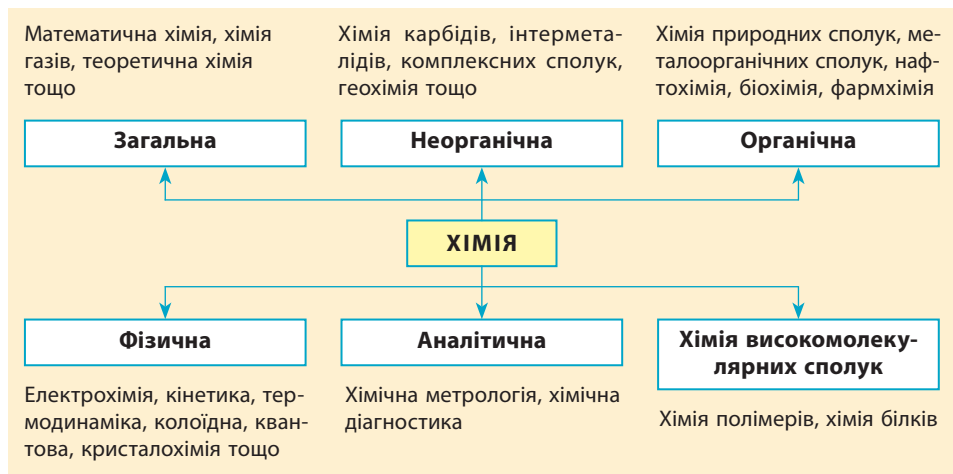 Математична хімія, хімія
газів, теоретична хімія
тощо
Загальна
Хімія карбідів, інтермета-
лідів, комплексних сполук,
геохімія тощо
Неорганічна
Хімія природних сполук, ме-
талоорганічних сполук, наф-
тохімія, біохімія, фармхімія
Органічна
ХІМІЯ
Фізична
Електрохімія, кінетика, тер-
модинаміка, колоїдна, кван-
това, кристалохімія тощо
Аналітична
Хімічна метрологія, хімічна
діагностика
Хімія високомолеку-
лярних сполук
Хімія полімерів, хімія білків